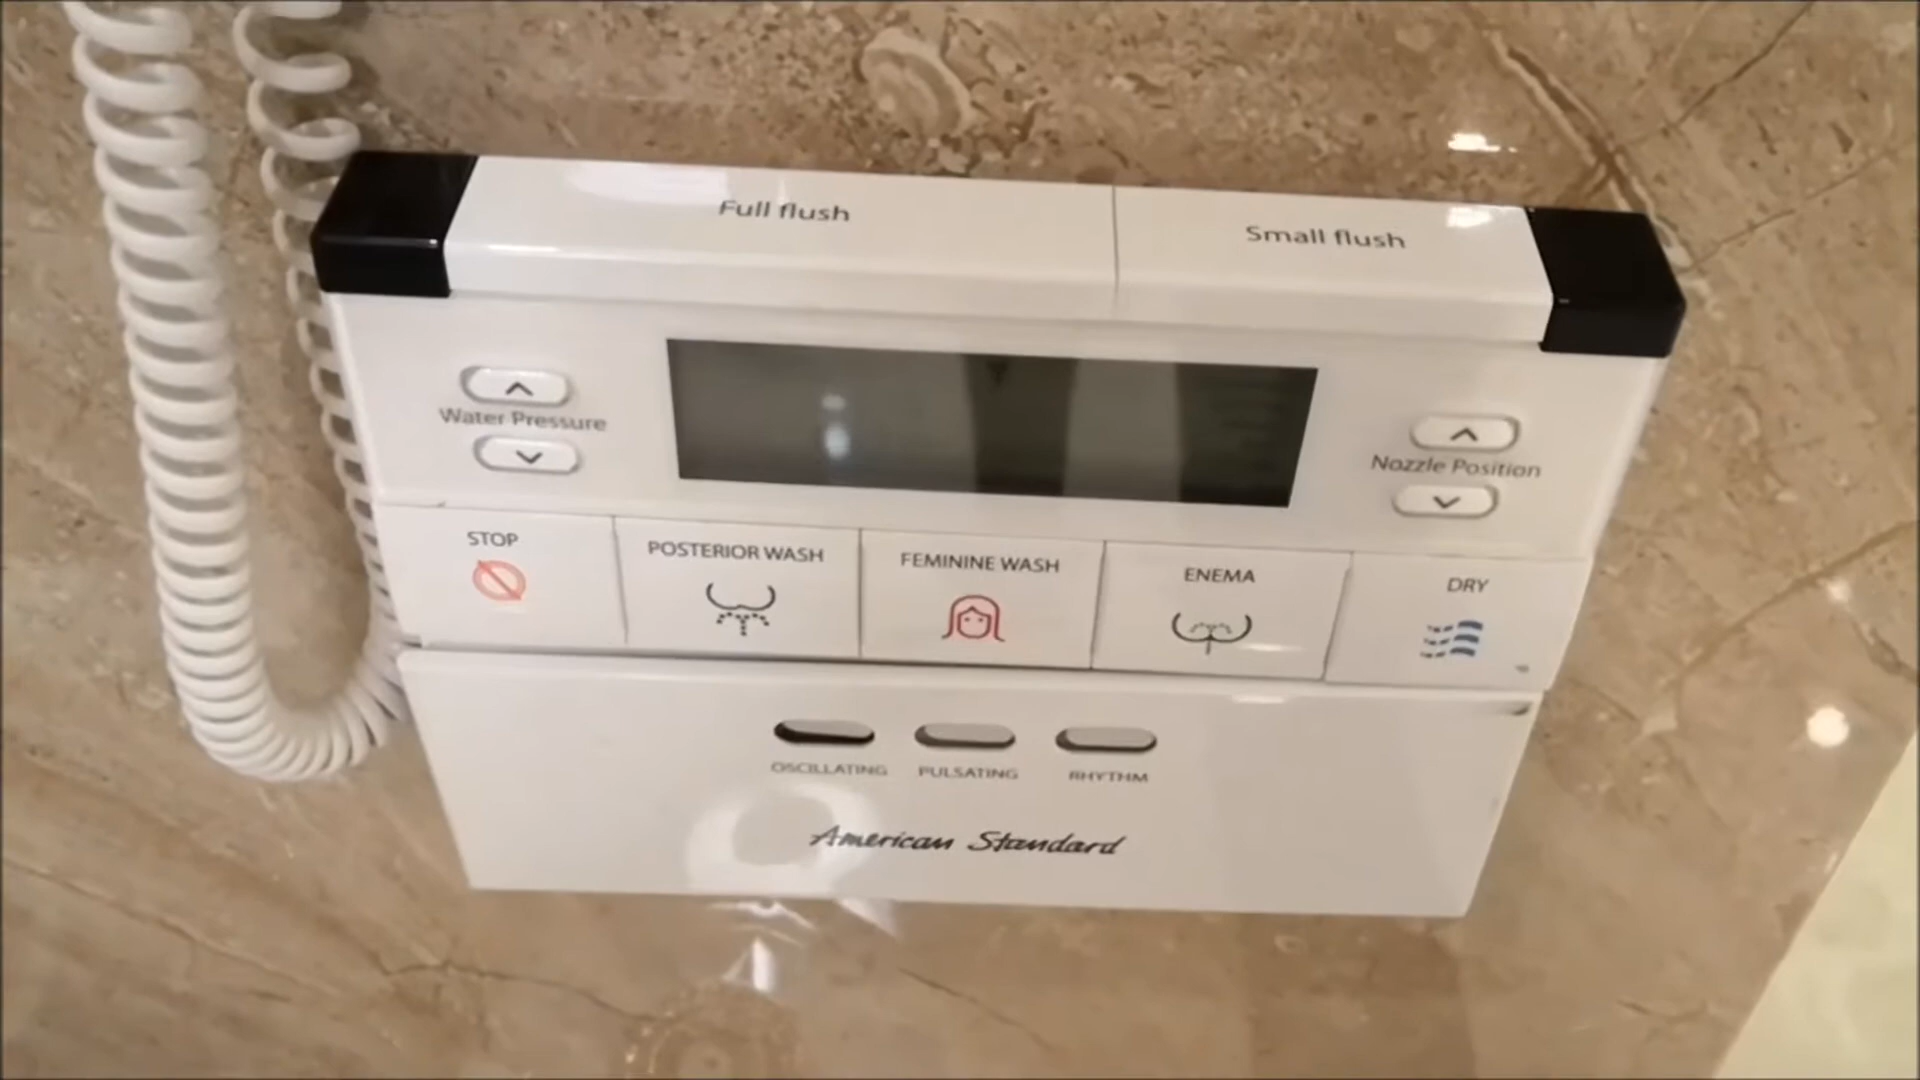 Full flush
Small flush
Water Pressure
Nozzle Position
STOP
POSTERIOR WASH
FEMININE WASH
ENEMA
DRY
OSCILLATING
PULSATING
RHYTHM
American Standard